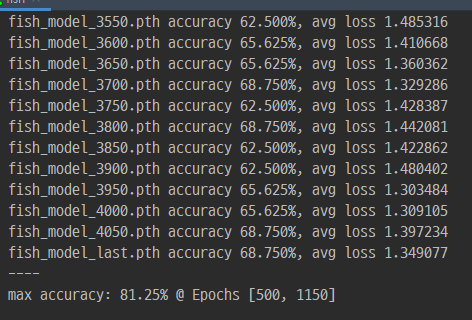 fish_model_3550.pth accuracy 62.500%, avg loss 1.485316
fish_model_3600.pth accuracy 65.625%, avg loss 1.410668
fish_model_3650.pth accuracy 65.625%, avg loss 1.360362
fish_model_3700.pth accuracy 68.750%, avg loss 1.329286
fish_model_3750.pth accuracy 62.500%, avg loss 1.428387
fish_model_3800.pth accuracy 68.750%, avg loss 1.442081
fish_model_3850.pth accuracy 62.500%, avg loss 1.422862
fish_model_3900.pth accuracy 62.500%, avg loss 1.480402
fish_model_3950.pth accuracy 65.625%, avg loss 1.303484
fish_model_4000.pth accuracy 65.625%, avg loss 1.309105
fish_model_4050.pth accuracy 68.750%, avg loss 1.397234
fish_model_last.pth accuracy 68.750%, avg loss 1.349077
----
max accuracy: 81.25% @ Epochs [500, 1150]